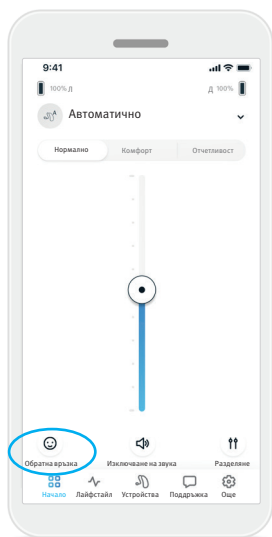 9:41
100% Л Д 100%
Автоматично
Нормално Комфорт Отчетливост
Обратна връзка Изключване на звука Разделяне
Начало Лайфстайл Устройства Поддръжка Още